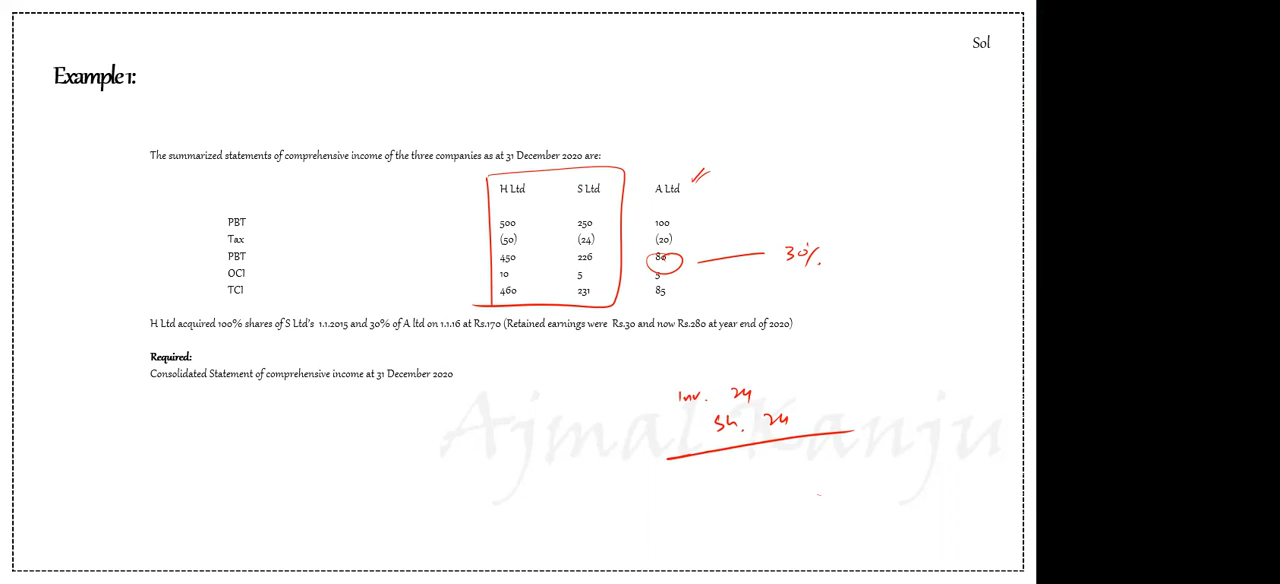 Sol
Example 1:
The summarized statements of comprehensive income of the three companies as at 31 December 2020 are:
H Ltd S Ltd A Ltd
PBT 500 250 100
Tax (50) (24) (20)
PBT 450 226 80 30%
OCI 10 5 5
TCI 460 231 85
H Ltd acquired 100% shares of S Ltd's 1.1.2015 and 30% of A ltd on 1.1.16 at Rs.170 (Retained earnings were Rs.30 and now Rs.280 at year end of 2020)
Required:
Consolidated Statement of comprehensive income at 31 December 2020
Inv. 24
Sh. 24
Ajmal Kanju